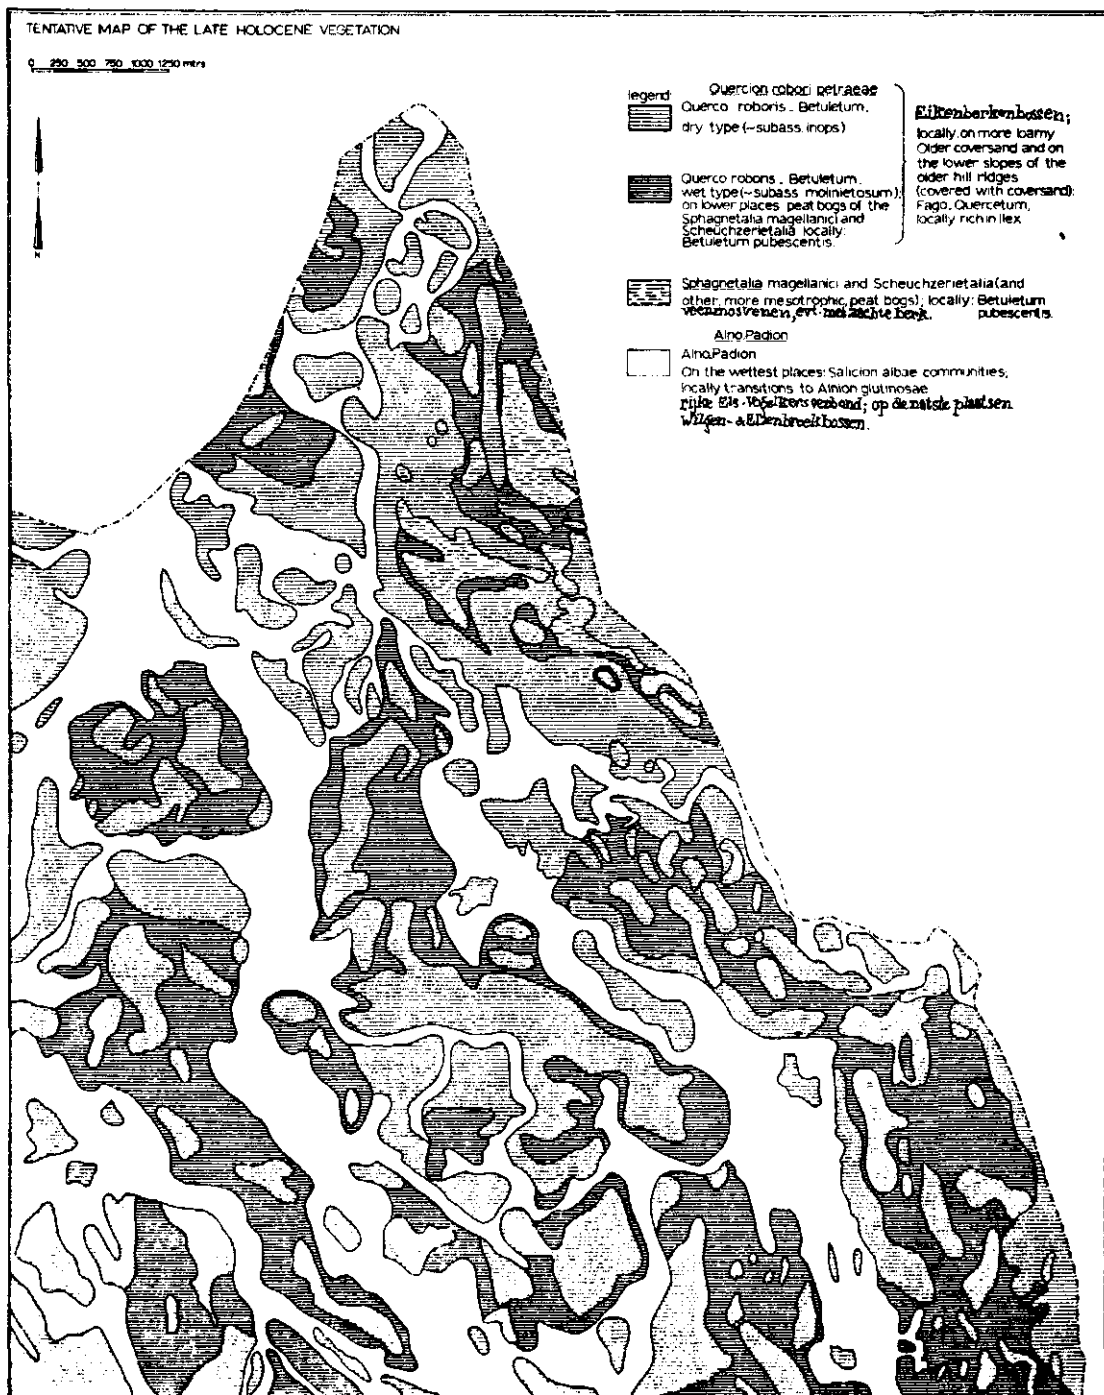 TENTATIVE MAP OF THE LATE HOLOCENE VEGETATION
0 250 500 750 1000 1250 mtrs
legend:
Quercion robori petraeae
Querco roboris - Betuletum,
dry type (~subass. inops)
Querco roboris - Betuletum
wet type (~subass molinietosum);
on lower places peat bogs of the
Sphagnetalia magellanici and
Scheuchzerietalia locally:
Betuletum pubescentis.
Eikenberkenbossen;
locally, on more loamy
Older coversand and on
the lower slopes of the
older hill ridges
(covered with coversand):
Fago-Quercetum,
locally rich in Ilex
Sphagnetalia magellanici and Scheuchzerietalia (and
other, more mesotrophic, peat bogs); locally: Betuletum
pubescentis.
veenmosvenen, evt. met zachte berk.
Alno-Padion
Alno-Padion
On the wettest places: Salicion albae communities;
locally transitions to Alnion glutinosae
rijke Els-Vogelkersverbond; op de natste plaatsen
Wilgen- & Elzenbroekbossen.